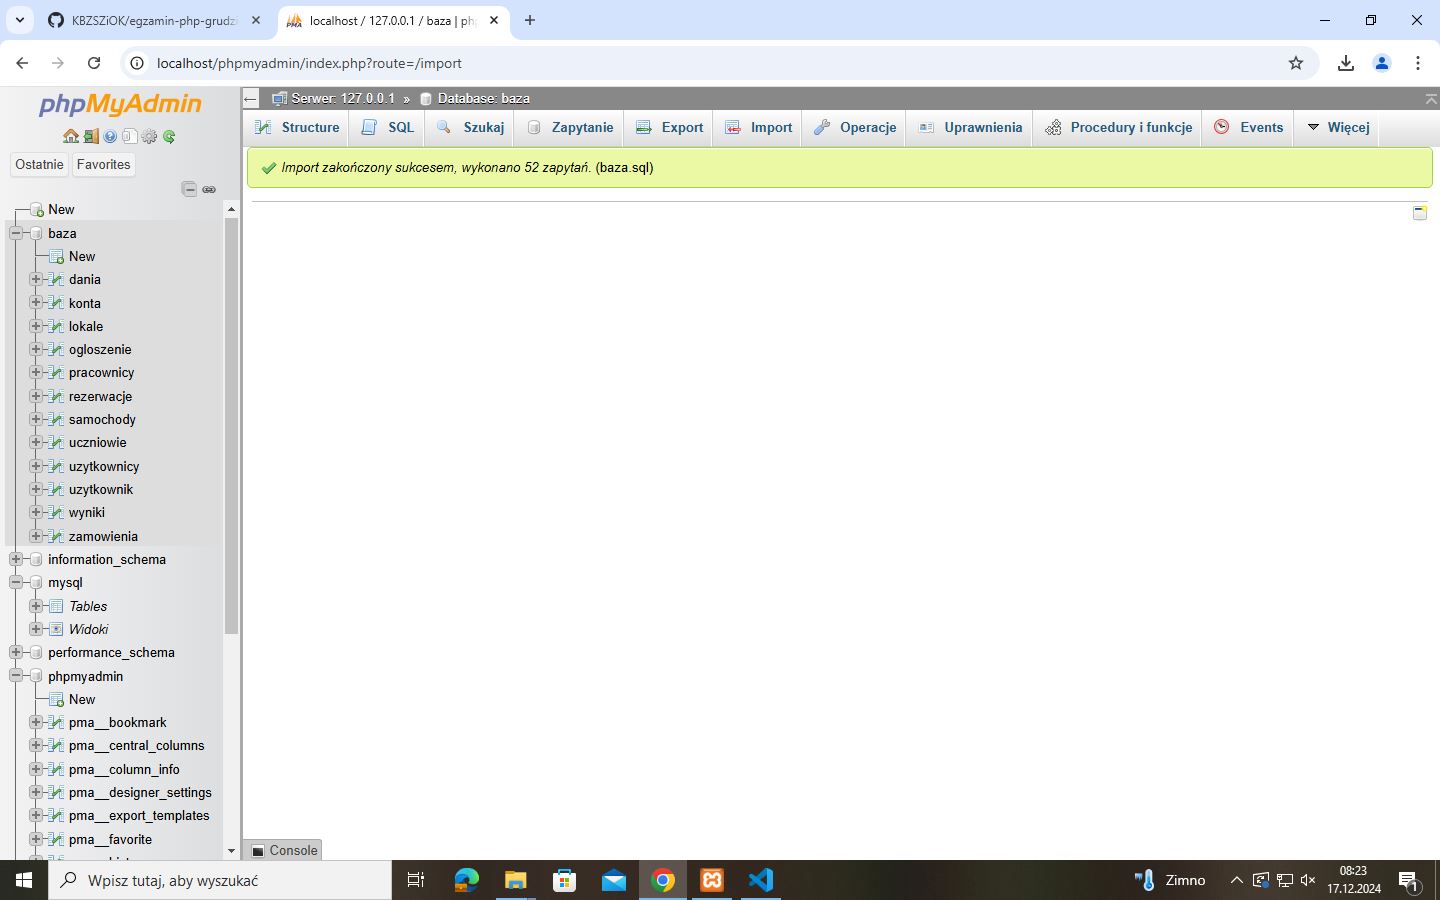 KBZSZiOK/egzamin-php-grudzi
localhost / 127.0.0.1 / baza | ph
localhost/phpmyadmin/index.php?route=/import
phpMyAdmin
Ostatnie Favorites
New
baza
New
dania
konta
lokale
ogloszenie
pracownicy
rezerwacje
samochody
uczniowie
uzytkownicy
uzytkownik
wyniki
zamowienia
information_schema
mysql
Tables
Widoki
performance_schema
phpmyadmin
New
pma__bookmark
pma__central_columns
pma__column_info
pma__designer_settings
pma__export_templates
pma__favorite
Serwer: 127.0.0.1 » Database: baza
Structure SQL Szukaj Zapytanie Export Import Operacje Uprawnienia Procedury i funkcje Events Więcej
Import zakończony sukcesem, wykonano 52 zapytań. (baza.sql)
Console
Wpisz tutaj, aby wyszukać
Zimno
08:23
17.12.2024
1